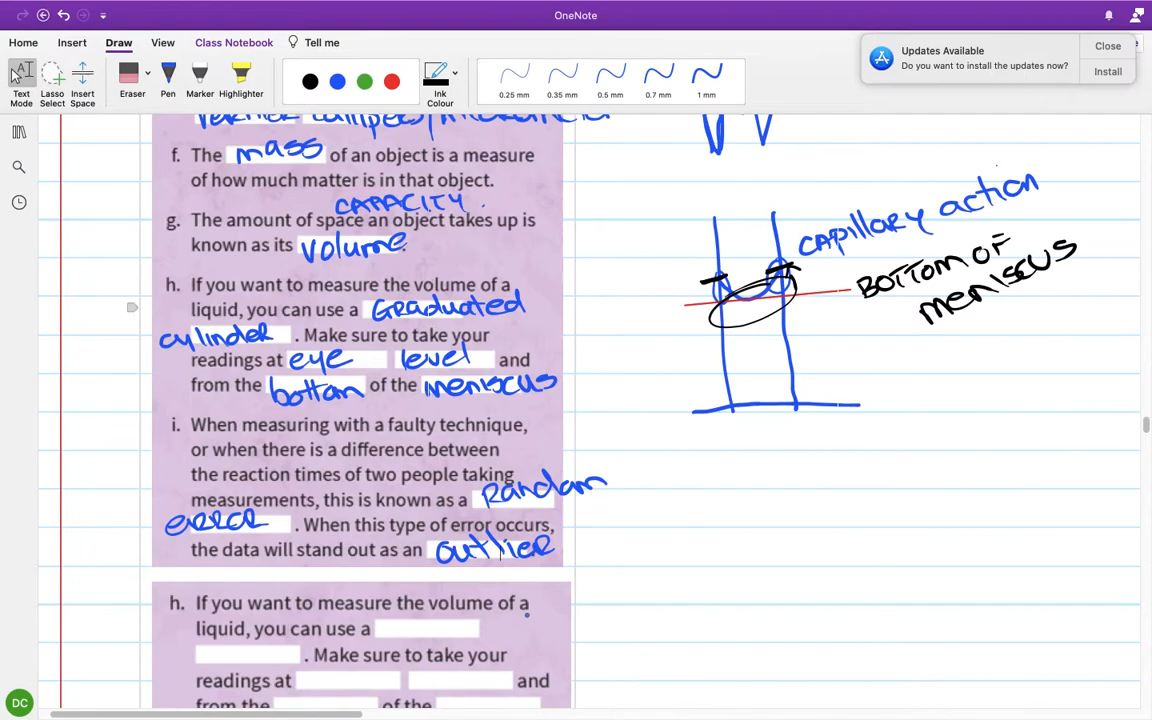 OneNote
Home Insert Draw View Class Notebook Tell me
Updates Available
Do you want to install the updates now?
Close
Install
Text Mode
Lasso Select
Insert Space
Eraser
Pen
Marker
Highlighter
Ink Colour
0.25 mm 0.35 mm 0.5 mm 0.7 mm 1 mm
f. The mass of an object is a measure
of how much matter is in that object.
CAPACITY.
g. The amount of space an object takes up is
known as its volume.
h. If you want to measure the volume of a
liquid, you can use a Graduated
cylinder . Make sure to take your
readings at eye level and
from the bottom of the meniscus
i. When measuring with a faulty technique,
or when there is a difference between
the reaction times of two people taking
measurements, this is known as a Random
ERROR . When this type of error occurs,
the data will stand out as an outlier
h. If you want to measure the volume of a
liquid, you can use a
. Make sure to take your
readings at and
from the of the
CAPillary action
BOTTOM OF
meniscus
DC